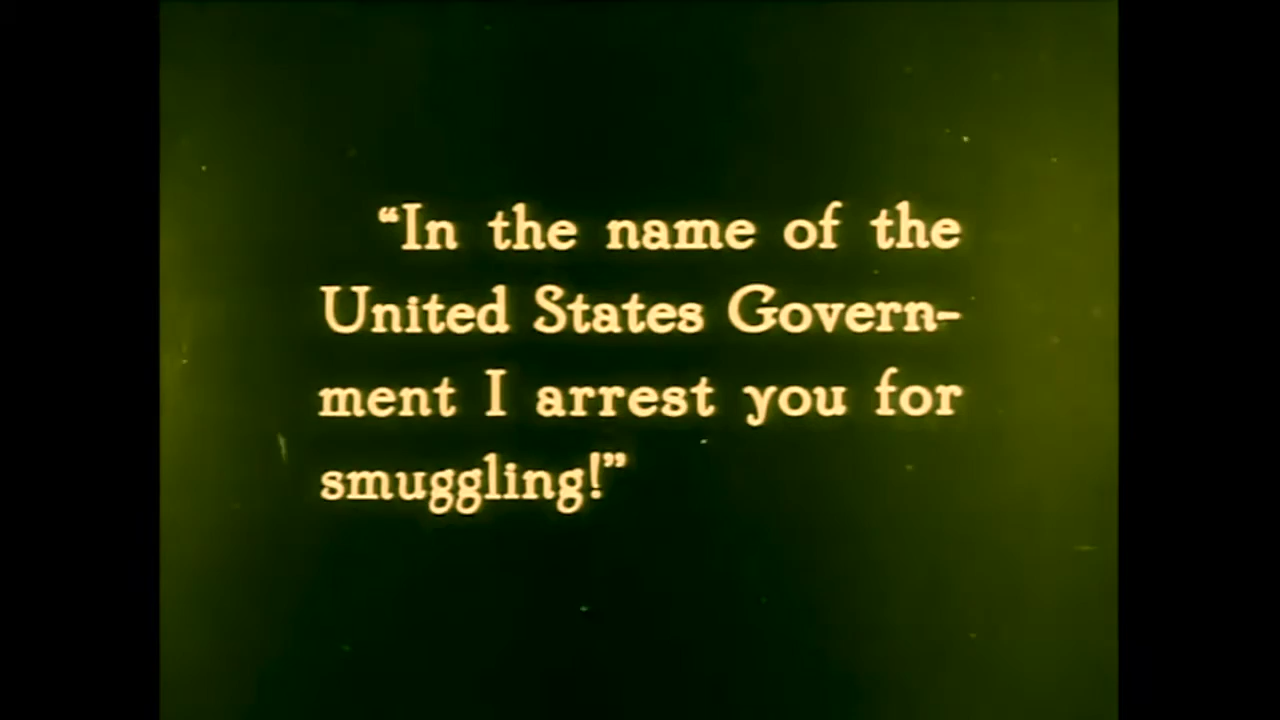 “In the name of the
United States Govern-
ment I arrest you for
smuggling!”